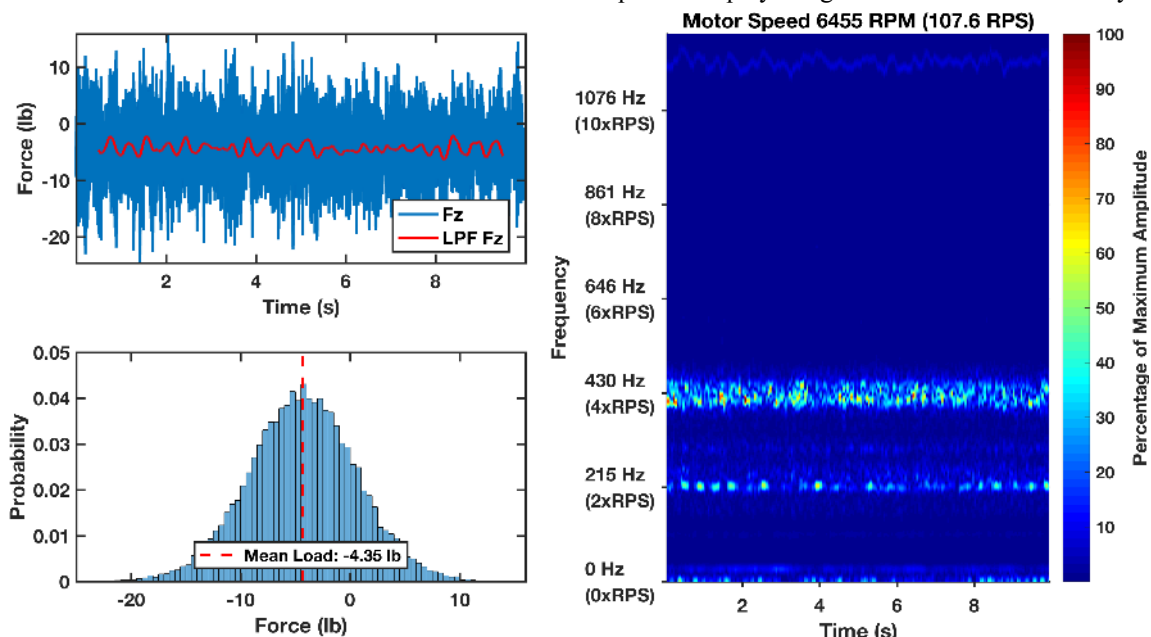 Motor Speed 6455 RPM (107.6 RPS)
10
0
-10
-20
Force (lb)
Fz
LPF Fz
2
4
6
8
Time (s)
0.05
0.04
0.03
0.02
0.01
0
Probability
Mean Load: -4.35 lb
-20
-10
0
10
Force (lb)
Frequency
1076 Hz
(10xRPS)
861 Hz
(8xRPS)
646 Hz
(6xRPS)
430 Hz
(4xRPS)
215 Hz
(2xRPS)
0 Hz
(0xRPS)
2
4
6
8
Time (s)
100
90
80
70
60
50
40
30
20
10
Percentage of Maximum Amplitude